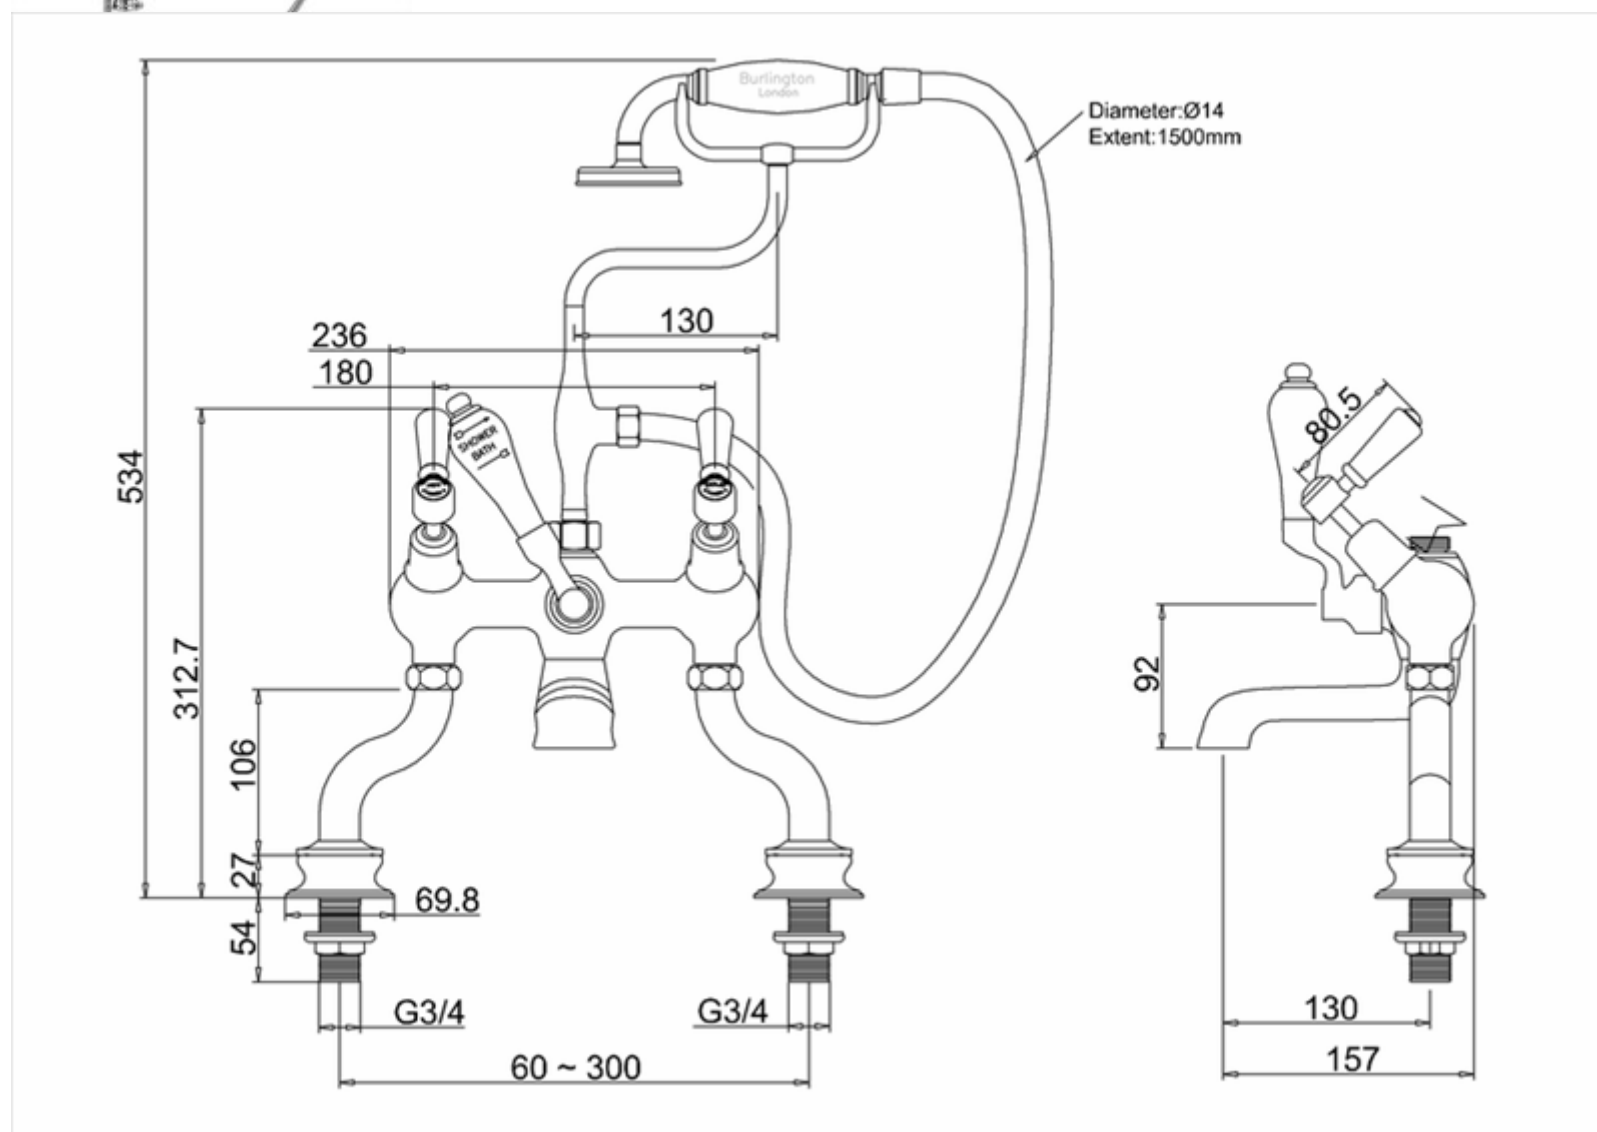 Burlington
London
Diameter:Ø14
Extent:1500mm
130
236
180
SHOWER
BATH
534
312.7
106
27
69.8
54
G3/4
G3/4
60 ~ 300
80.5
92
130
157